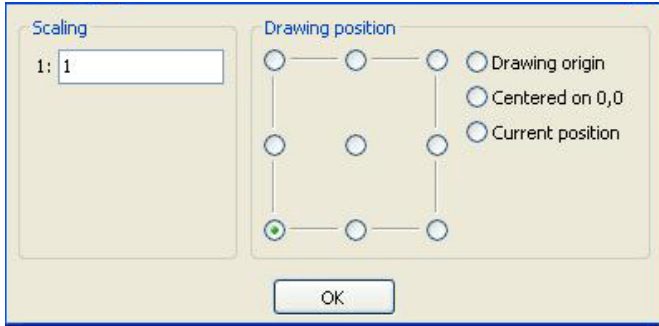 Scaling
1: 1
Drawing position
Drawing origin
Centered on 0,0
Current position
OK